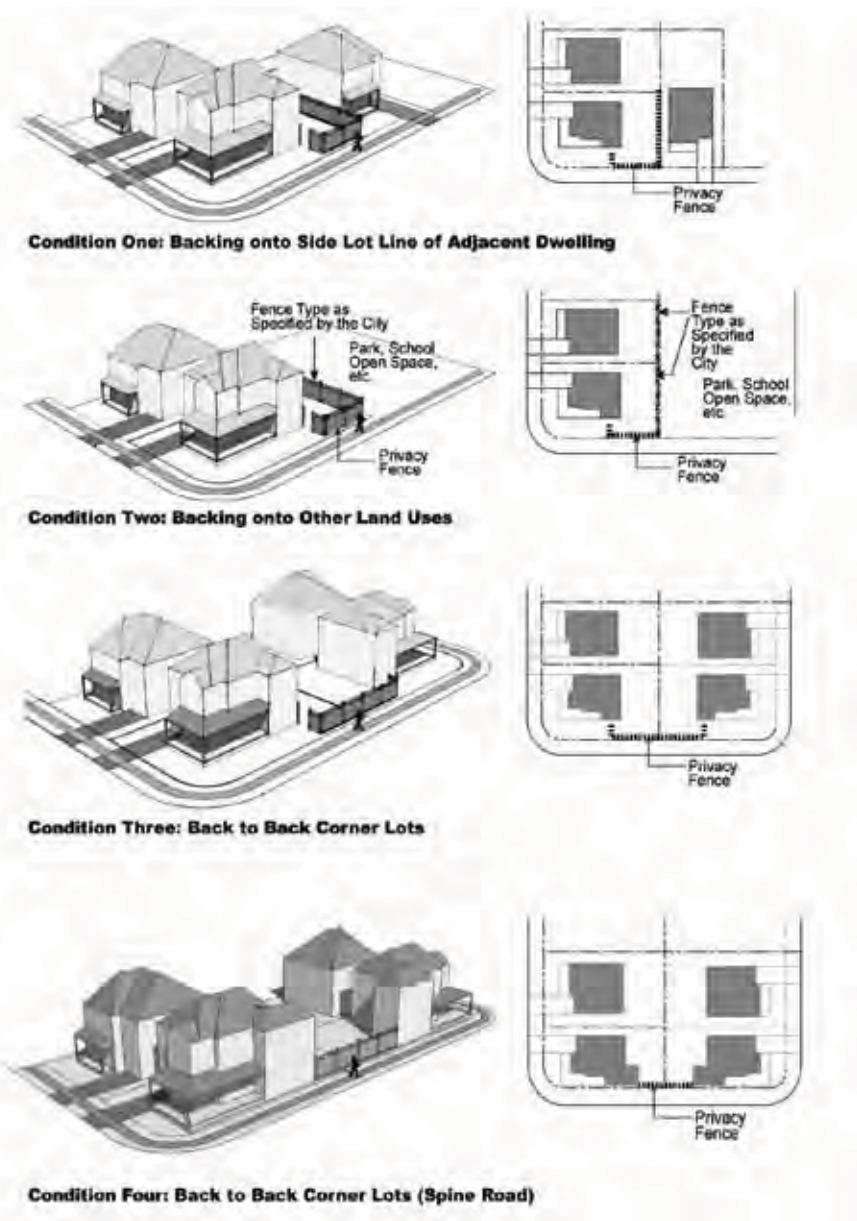 Privacy
Fence
Condition One: Backing onto Side Lot Line of Adjacent Dwelling
Fence Type as
Specified by the City
Park, School
Open Space,
etc.
Privacy
Fence
Fence
Type as
Specified
by the
City
Park, School
Open Space,
etc.
Privacy
Fence
Condition Two: Backing onto Other Land Uses
Privacy
Fence
Condition Three: Back to Back Corner Lots
Privacy
Fence
Condition Four: Back to Back Corner Lots (Spine Road)